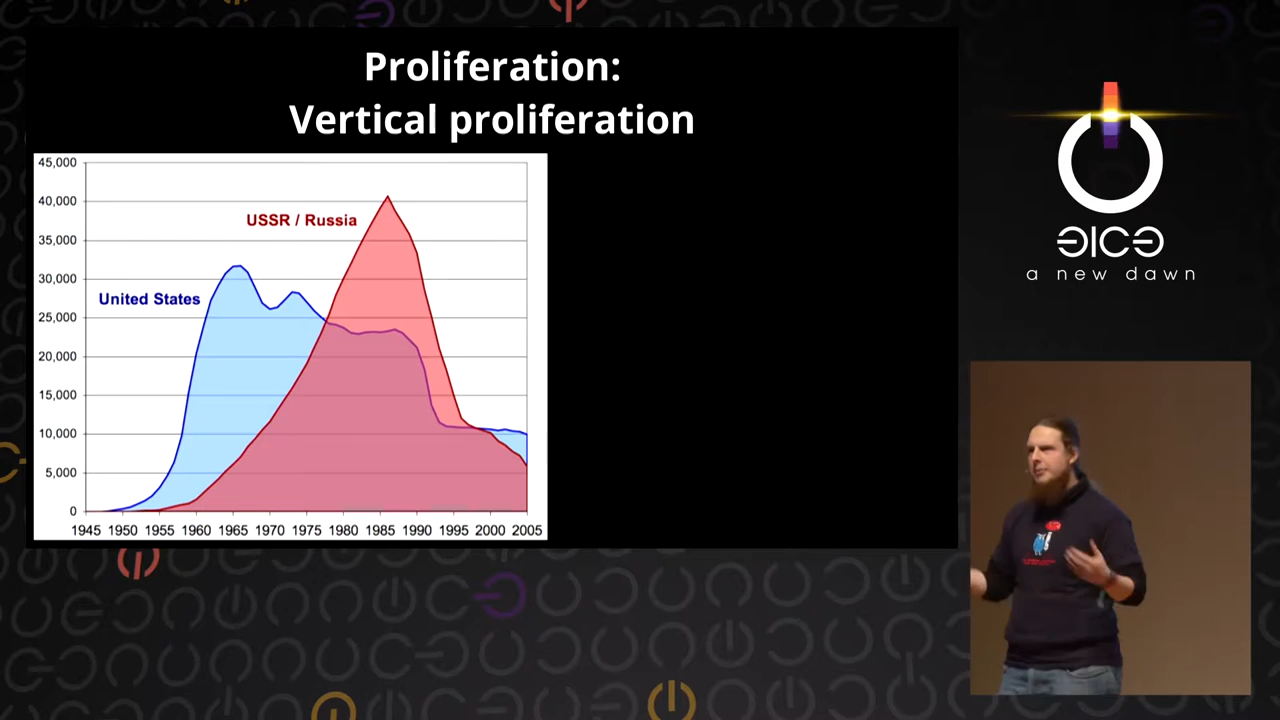 Proliferation:
Vertical proliferation
45,000
40,000
35,000
30,000
25,000
20,000
15,000
10,000
5,000
0
USSR / Russia
United States
1945 1950 1955 1960 1965 1970 1975 1980 1985 1990 1995 2000 2005
a new dawn